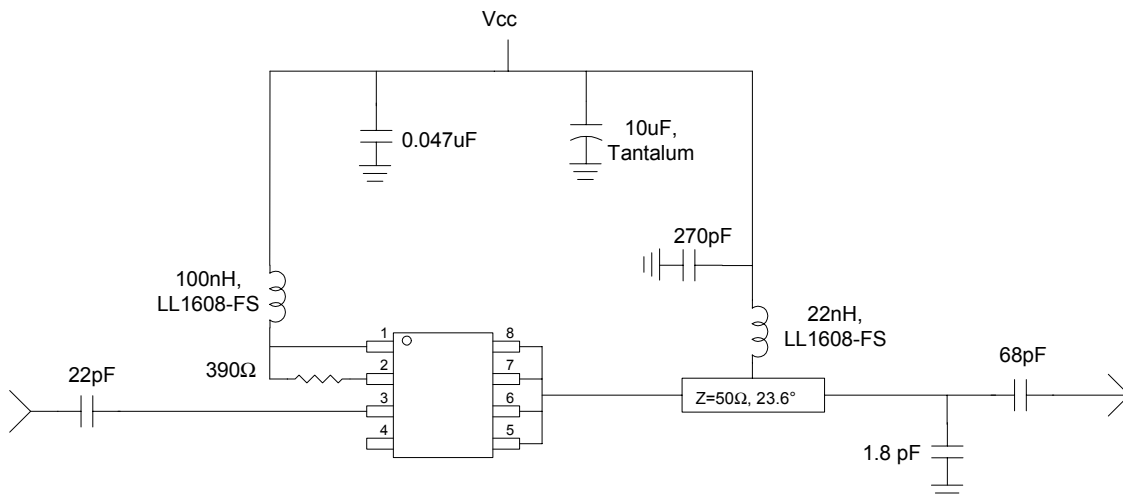 Vcc
0.047uF
10uF,
Tantalum
270pF
100nH,
LL1608-FS
22nH,
LL1608-FS
1
8
390Ω
2
7
68pF
22pF
3
6
Z=50Ω, 23.6°
4
5
1.8 pF